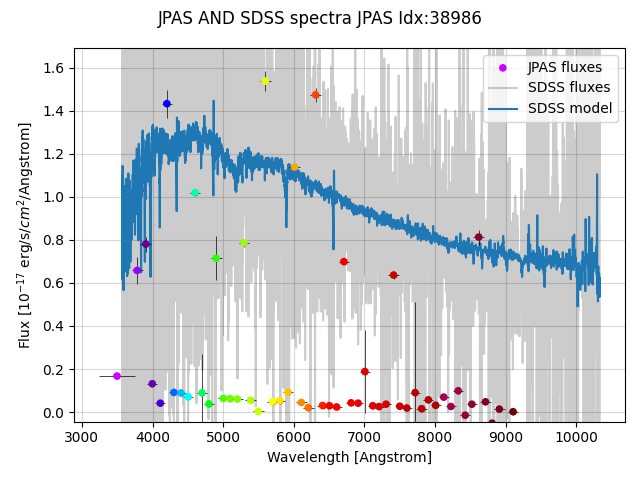 JPAS AND SDSS spectra JPAS Idx:38986
JPAS fluxes
SDSS fluxes
SDSS model
Flux [10⁻¹⁷ erg/s/cm²/Angstrom]
1.6
1.4
1.2
1.0
0.8
0.6
0.4
0.2
0.0
3000 4000 5000 6000 7000 8000 9000 10000
Wavelength [Angstrom]